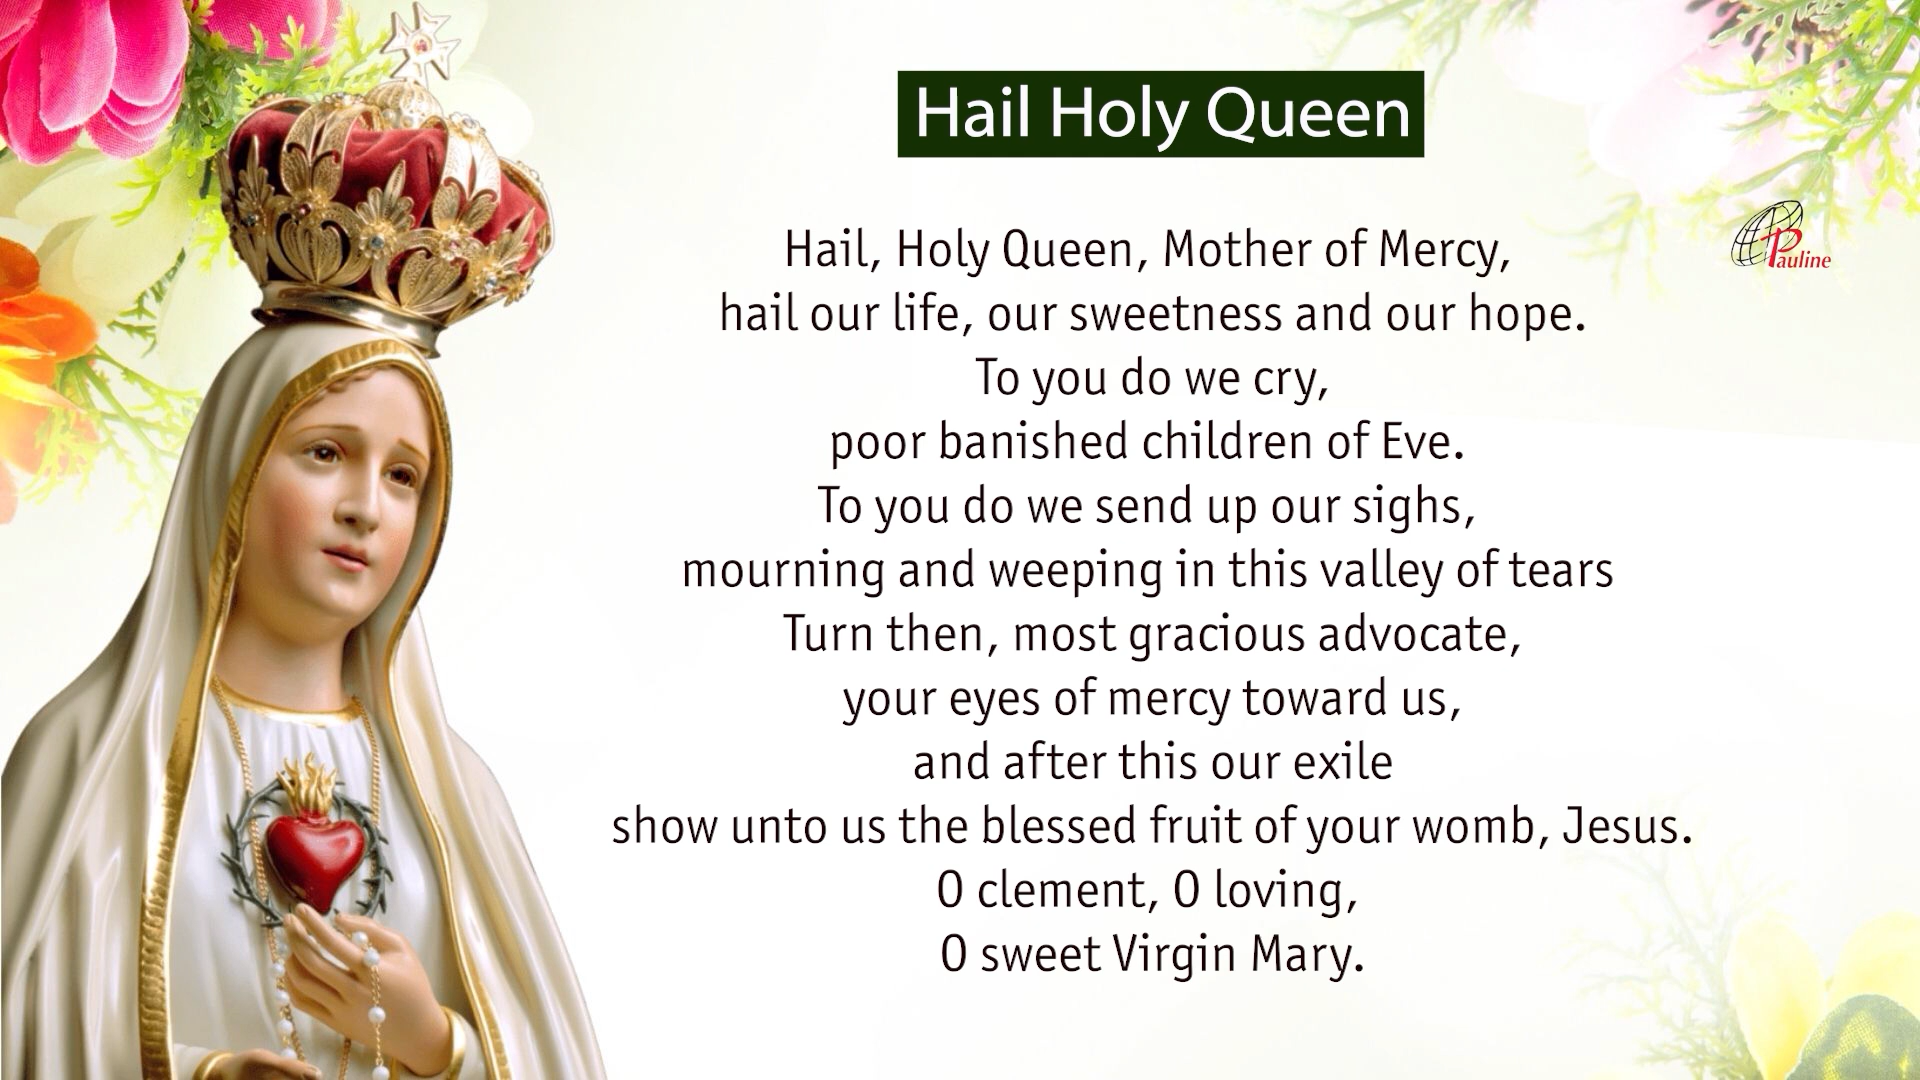 Hail Holy Queen
Pauline
Hail, Holy Queen, Mother of Mercy,
hail our life, our sweetness and our hope.
To you do we cry,
poor banished children of Eve.
To you do we send up our sighs,
mourning and weeping in this valley of tears
Turn then, most gracious advocate,
your eyes of mercy toward us,
and after this our exile
show unto us the blessed fruit of your womb, Jesus.
O clement, O loving,
O sweet Virgin Mary.